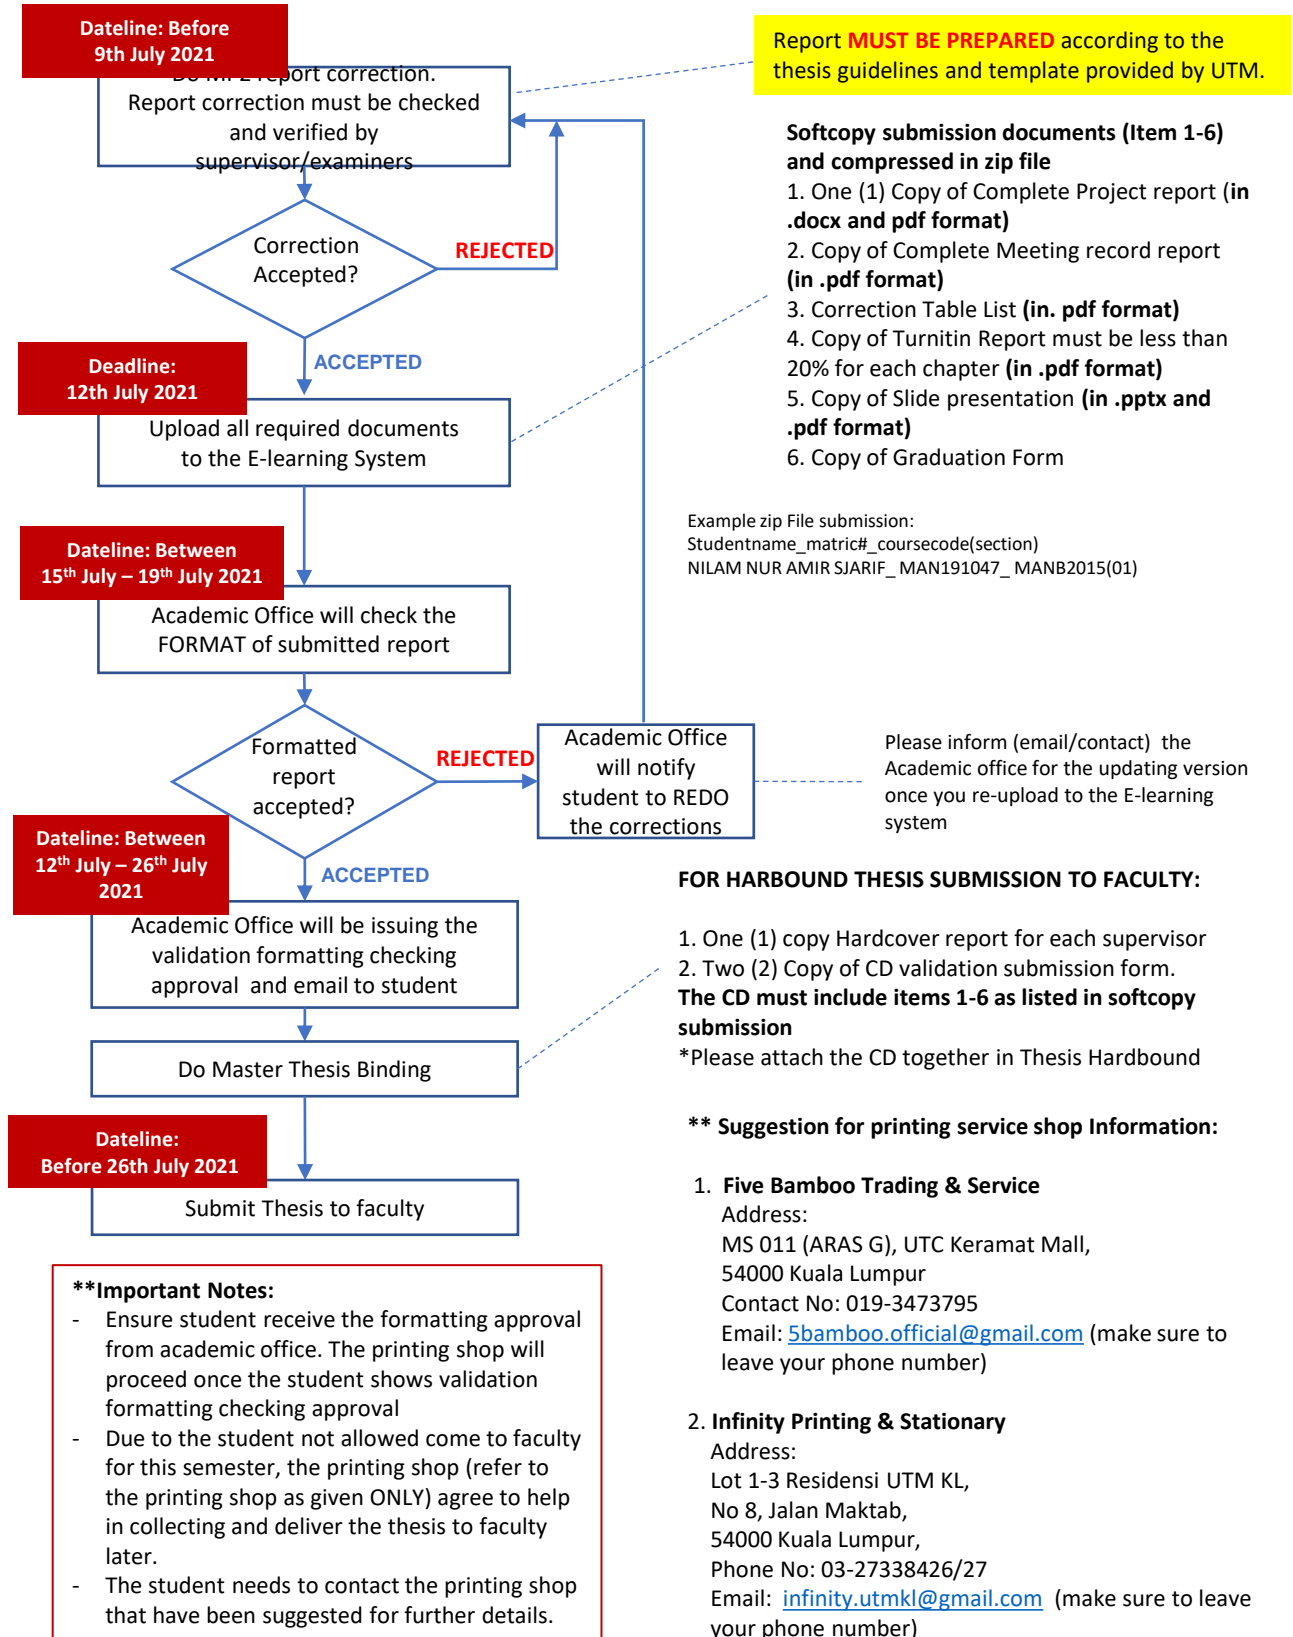 Dateline: Before
9th July 2021
Do MP2 report correction.
Report correction must be checked
and verified by
supervisor/examiners
Correction
Accepted?
REJECTED
ACCEPTED
Deadline:
12th July 2021
Upload all required documents
to the E-learning System
Dateline: Between
15th July – 19th July 2021
Academic Office will check the
FORMAT of submitted report
Formatted
report
accepted?
REJECTED
Academic Office
will notify
student to REDO
the corrections
Dateline: Between
12th July – 26th July
2021
ACCEPTED
Academic Office will be issuing the
validation formatting checking
approval and email to student
Do Master Thesis Binding
Dateline:
Before 26th July 2021
Submit Thesis to faculty
**Important Notes:
- Ensure student receive the formatting approval
from academic office. The printing shop will
proceed once the student shows validation
formatting checking approval
- Due to the student not allowed come to faculty
for this semester, the printing shop (refer to
the printing shop as given ONLY) agree to help
in collecting and deliver the thesis to faculty
later.
- The student needs to contact the printing shop
that have been suggested for further details.
Report MUST BE PREPARED according to the
thesis guidelines and template provided by UTM.
Softcopy submission documents (Item 1-6)
and compressed in zip file
1. One (1) Copy of Complete Project report (in
.docx and pdf format)
2. Copy of Complete Meeting record report
(in .pdf format)
3. Correction Table List (in. pdf format)
4. Copy of Turnitin Report must be less than
20% for each chapter (in .pdf format)
5. Copy of Slide presentation (in .pptx and
.pdf format)
6. Copy of Graduation Form
Example zip File submission:
Studentname_matric#_coursecode(section)
NILAM NUR AMIR SJARIF_ MAN191047_ MANB2015(01)
Please inform (email/contact) the
Academic office for the updating version
once you re-upload to the E-learning
system
FOR HARBOUND THESIS SUBMISSION TO FACULTY:
1. One (1) copy Hardcover report for each supervisor
2. Two (2) Copy of CD validation submission form.
The CD must include items 1-6 as listed in softcopy
submission
*Please attach the CD together in Thesis Hardbound
** Suggestion for printing service shop Information:
1. Five Bamboo Trading & Service
Address:
MS 011 (ARAS G), UTC Keramat Mall,
54000 Kuala Lumpur
Contact No: 019-3473795
Email: 5bamboo.official@gmail.com (make sure to
leave your phone number)
2. Infinity Printing & Stationary
Address:
Lot 1-3 Residensi UTM KL,
No 8, Jalan Maktab,
54000 Kuala Lumpur,
Phone No: 03-27338426/27
Email: infinity.utmkl@gmail.com (make sure to leave
your phone number)